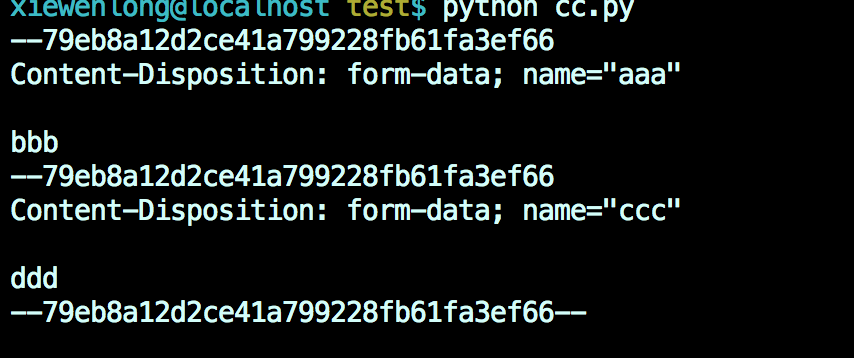 xiewenlong@localhost test$ python cc.py
--79eb8a12d2ce41a799228fb61fa3ef66
Content-Disposition: form-data; name="aaa"
bbb
--79eb8a12d2ce41a799228fb61fa3ef66
Content-Disposition: form-data; name="ccc"
ddd
--79eb8a12d2ce41a799228fb61fa3ef66--